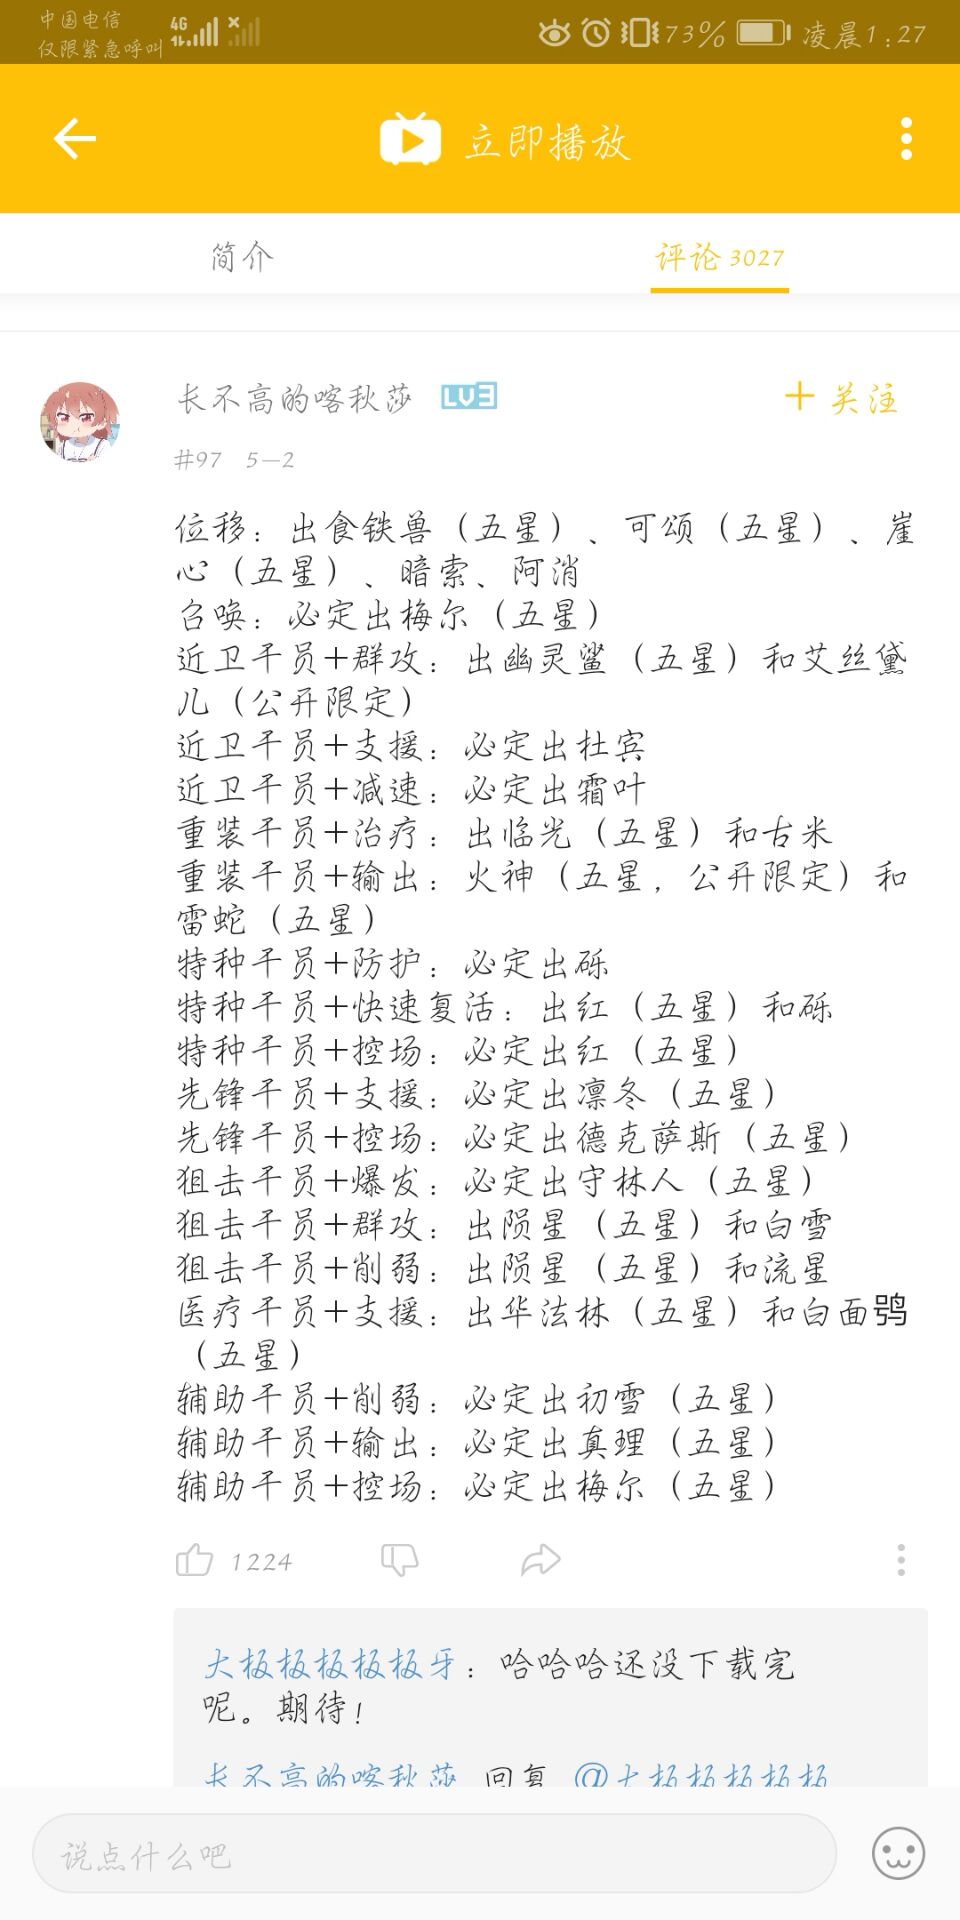 中国电信
4G
仅限紧急呼叫
73%
凌晨1:27
立即播放
简介
评论 3027
长不高的喀秋莎 LV3
+ 关注
#97 5-2
位移：出食铁兽（五星）、可颂（五星）、崖
心（五星）、暗索、阿消
召唤：必定出梅尔（五星）
近卫干员+群攻：出幽灵鲨（五星）和艾丝黛
儿（公开限定）
近卫干员+支援：必定出杜宾
近卫干员+减速：必定出霜叶
重装干员+治疗：出临光（五星）和古米
重装干员+输出：火神（五星，公开限定）和
雷蛇（五星）
特种干员+防护：必定出砾
特种干员+快速复活：出红（五星）和砾
特种干员+控场：必定出红（五星）
先锋干员+支援：必定出凛冬（五星）
先锋干员+控场：必定出德克萨斯（五星）
狙击干员+爆发：必定出守林人（五星）
狙击干员+群攻：出陨星（五星）和白雪
狙击干员+削弱：出陨星（五星）和流星
医疗干员+支援：出华法林（五星）和白面鸮
（五星）
辅助干员+削弱：必定出初雪（五星）
辅助干员+输出：必定出真理（五星）
辅助干员+控场：必定出梅尔（五星）
1224
大板板板板板牙：哈哈哈还没下载完
呢。期待！
长不高的喀秋莎 回复 @大板板板板板
说点什么吧